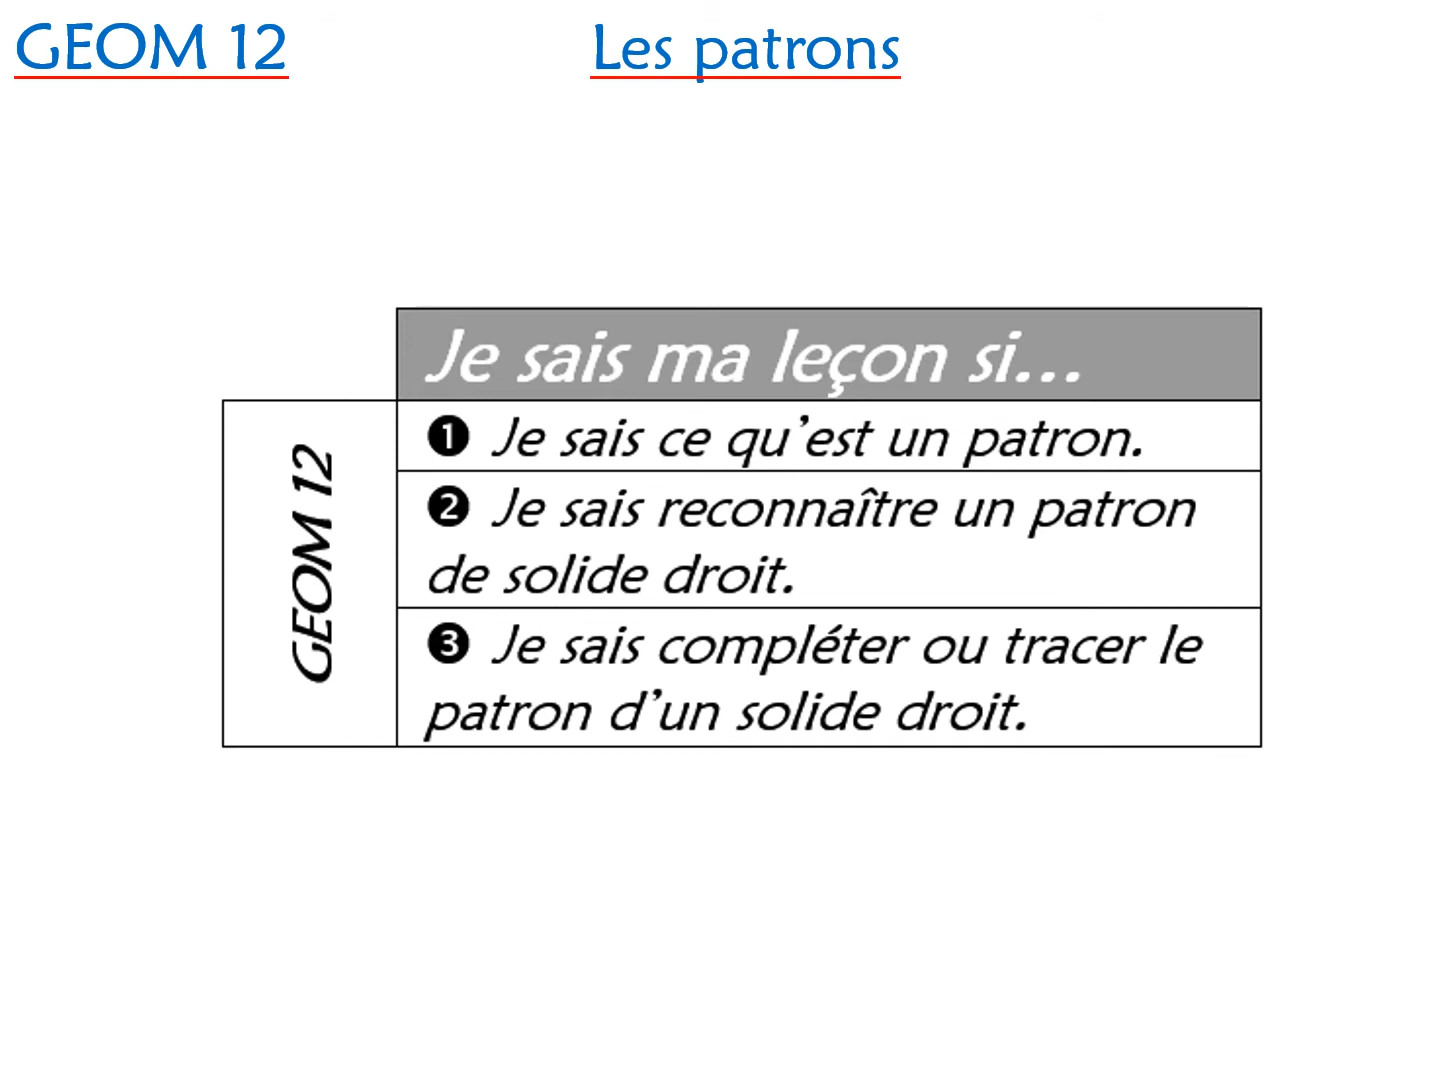 GEOM 12
Les patrons
Je sais ma leçon si...
GEOM 12
❶ Je sais ce qu’est un patron.
❷ Je sais reconnaître un patron
de solide droit.
❸ Je sais compléter ou tracer le
patron d’un solide droit.